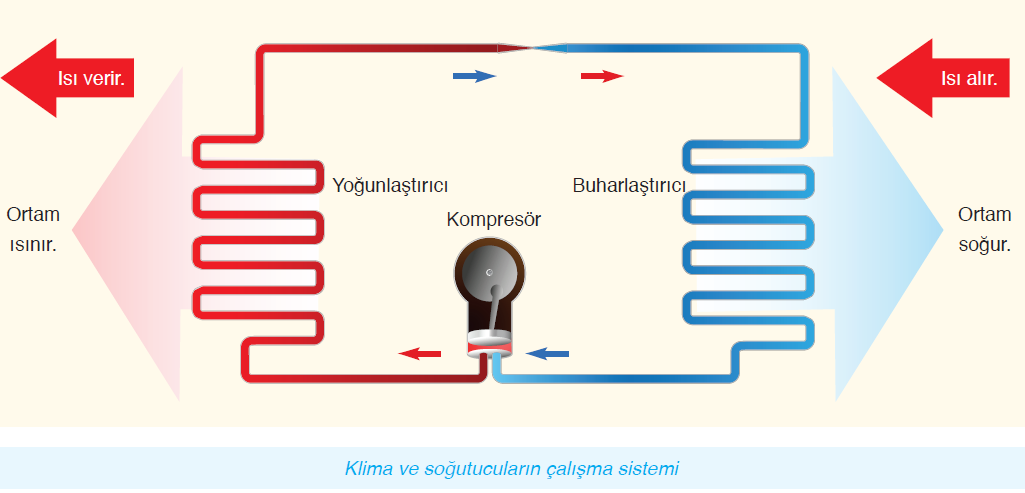 Isı verir.
Isı alır.
Yoğunlaştırıcı
Buharlaştırıcı
Kompresör
Ortam
ısınır.
Ortam
soğur.
Klima ve soğutucuların çalışma sistemi